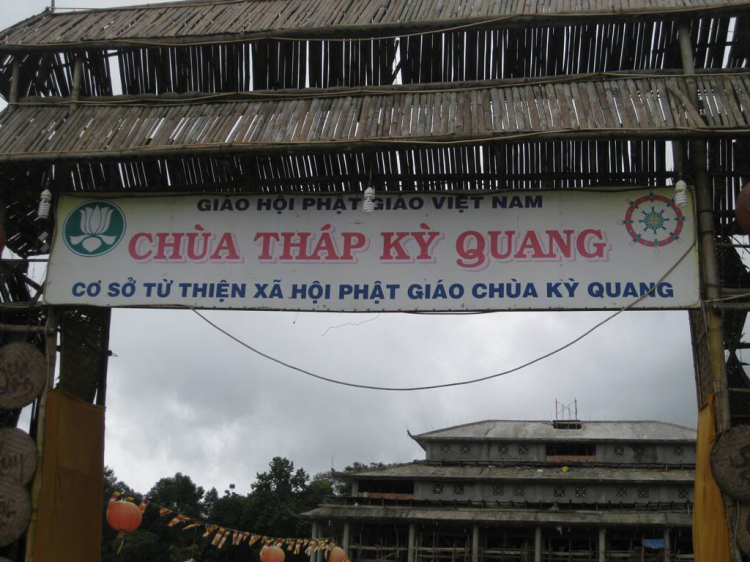 GIÁO HỘI PHẬT GIÁO VIỆT NAM
CHÙA THÁP KỲ QUANG
CƠ SỞ TỪ THIỆN XÃ HỘI PHẬT GIÁO CHÙA KỲ QUANG